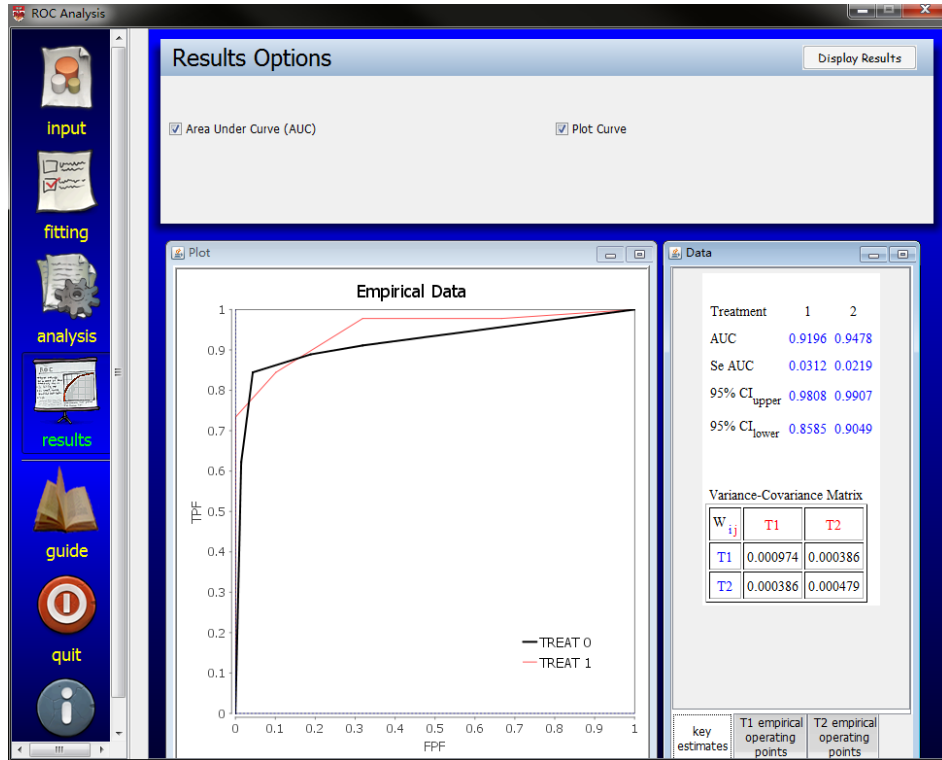 ROC Analysis
input
fitting
analysis
ROC
results
guide
quit
i
Results Options
Display Results
Area Under Curve (AUC)
Plot Curve
Plot
Empirical Data
1
0.9
0.8
0.7
0.6
0.5
0.4
0.3
0.2
0.1
0
TPF
TREAT 0
TREAT 1
0 0.1 0.2 0.3 0.4 0.5 0.6 0.7 0.8 0.9 1
FPF
Data
Treatment 1 2
AUC 0.9196 0.9478
Se AUC 0.0312 0.0219
95% CIupper 0.9808 0.9907
95% CIlower 0.8585 0.9049
Variance-Covariance Matrix
Wij T1 T2
T1 0.000974 0.000386
T2 0.000386 0.000479
key
estimates
T1 empirical
operating
points
T2 empirical
operating
points